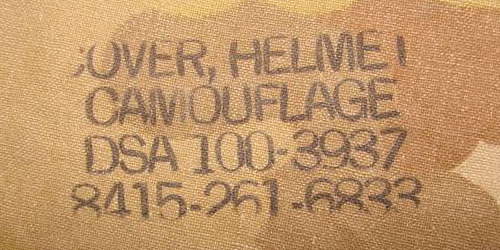 COVER, HELMET
CAMOUFLAGE
DSA 100-3937
8415-261-6833